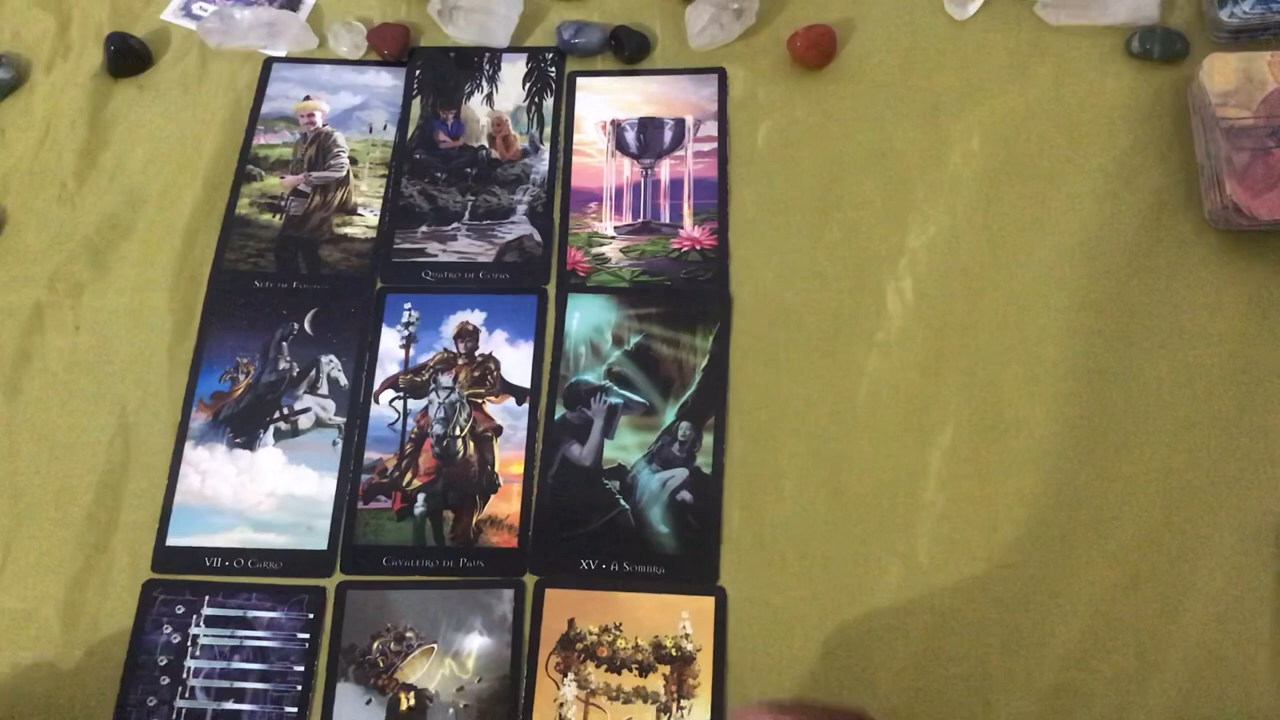 Quatro de Copas
VII • O Carro
Cavaleiro de Paus
XV • A Sombra